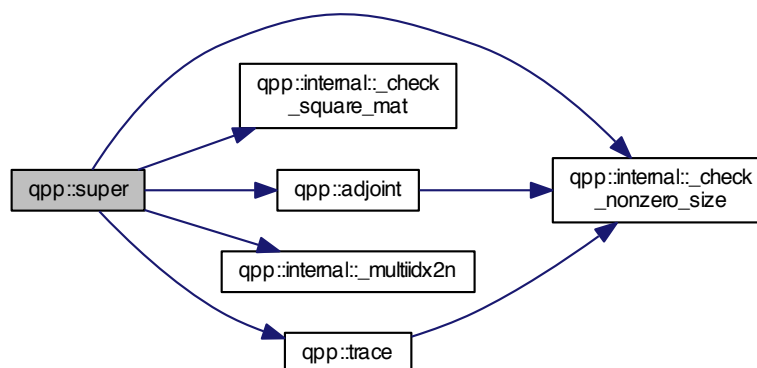 qpp::internal::_check
_square_mat
qpp::super
qpp::adjoint
qpp::internal::_check
_nonzero_size
qpp::internal::_multiidx2n
qpp::trace